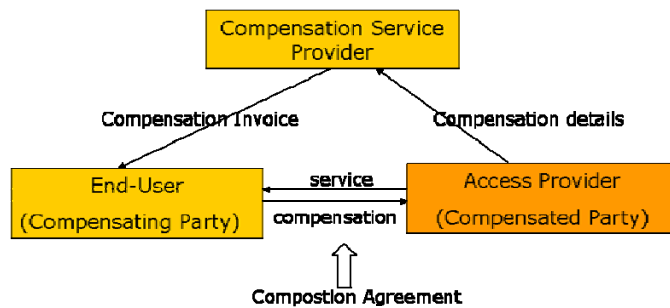 Compensation Service
Provider
Compensation Invoice
Compensation details
End-User
(Compensating Party)
service
compensation
Access Provider
(Compensated Party)
Compostion Agreement